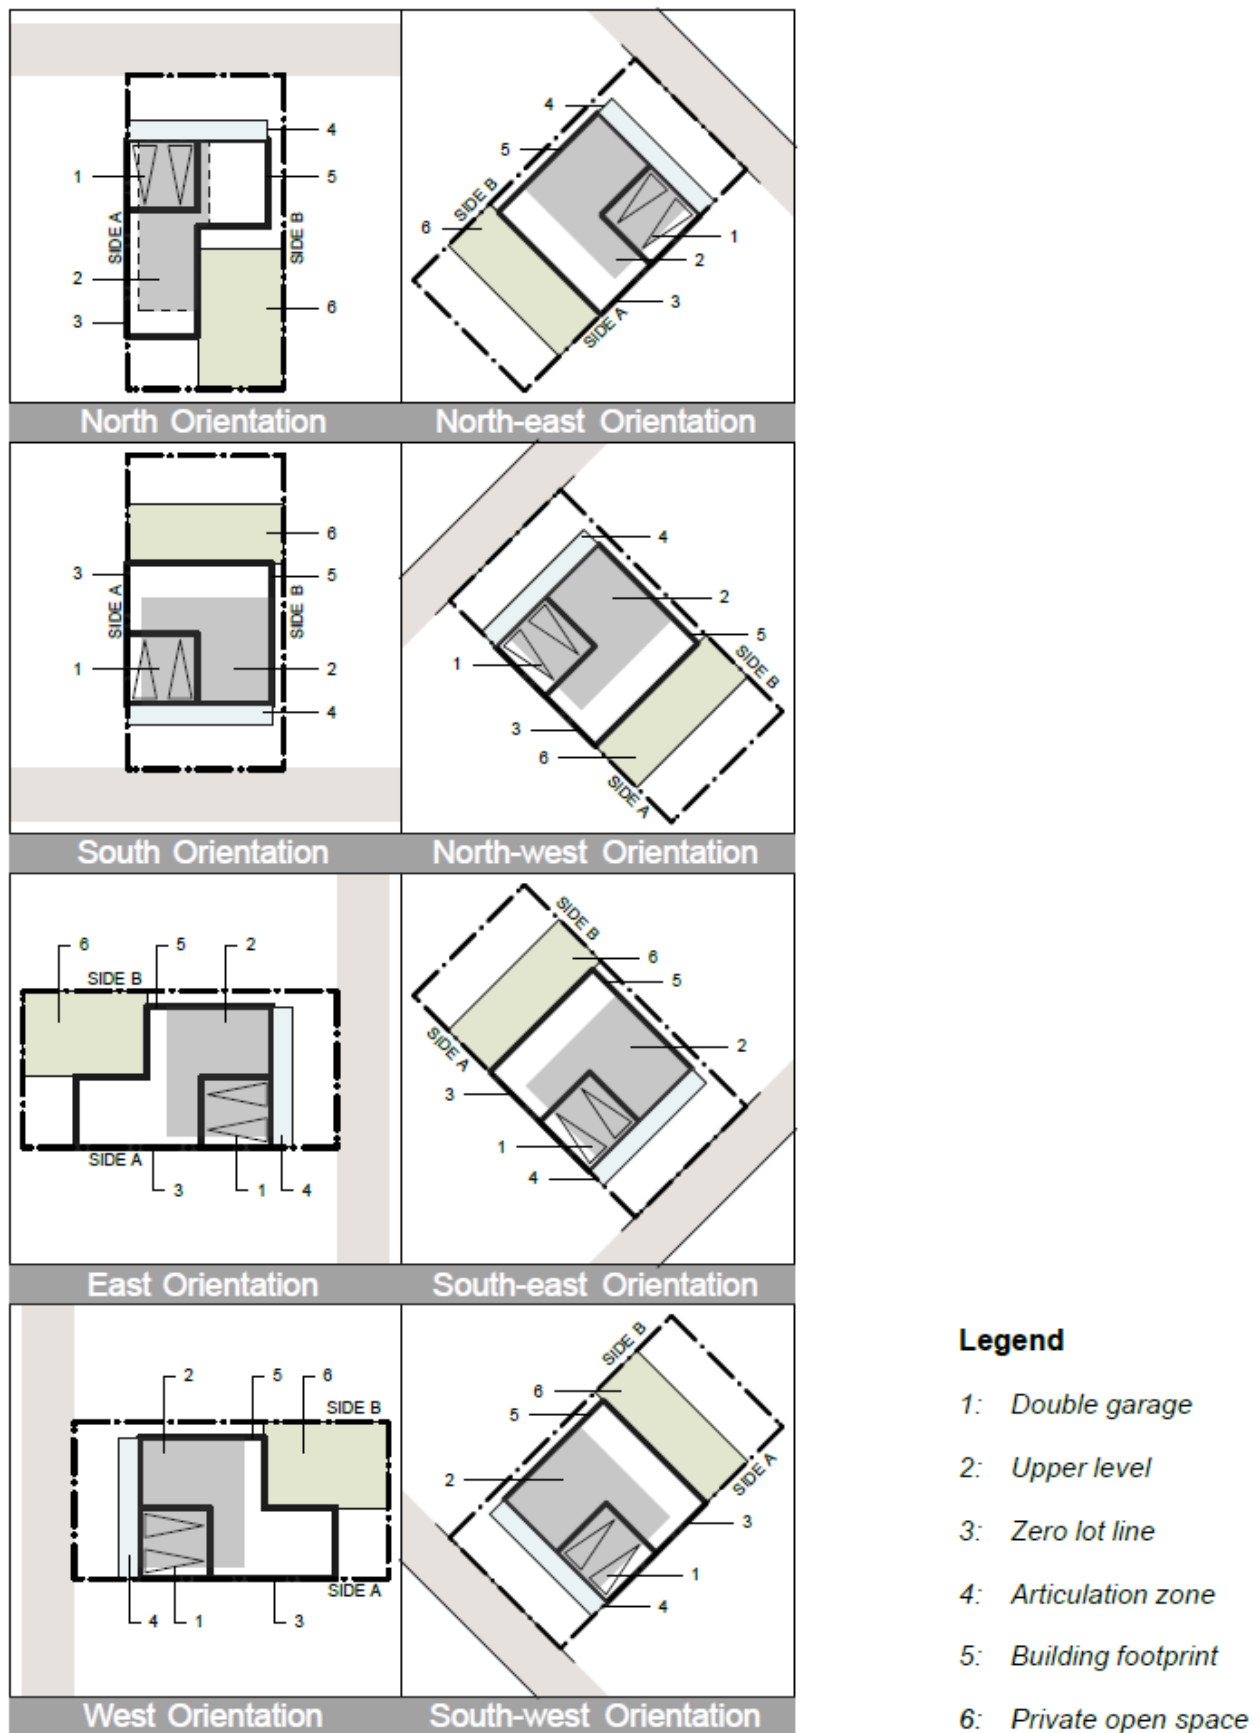 4
1
5
SIDE A
SIDE B
2
3
6
North Orientation
4
5
SIDE B
6
1
2
3
SIDE A
North-east Orientation
6
3
5
SIDE A
SIDE B
1
2
4
South Orientation
4
2
5
1
SIDE B
3
6
SIDE A
North-west Orientation
6 5 2
SIDE B
SIDE A
3 1 4
East Orientation
SIDE B
6
5
SIDE A
2
3
1
4
South-east Orientation
2 5 6
SIDE B
SIDE A
4 1 3
West Orientation
SIDE B
6
5
2
SIDE A
3
1
4
South-west Orientation
Legend
1: Double garage
2: Upper level
3: Zero lot line
4: Articulation zone
5: Building footprint
6: Private open space